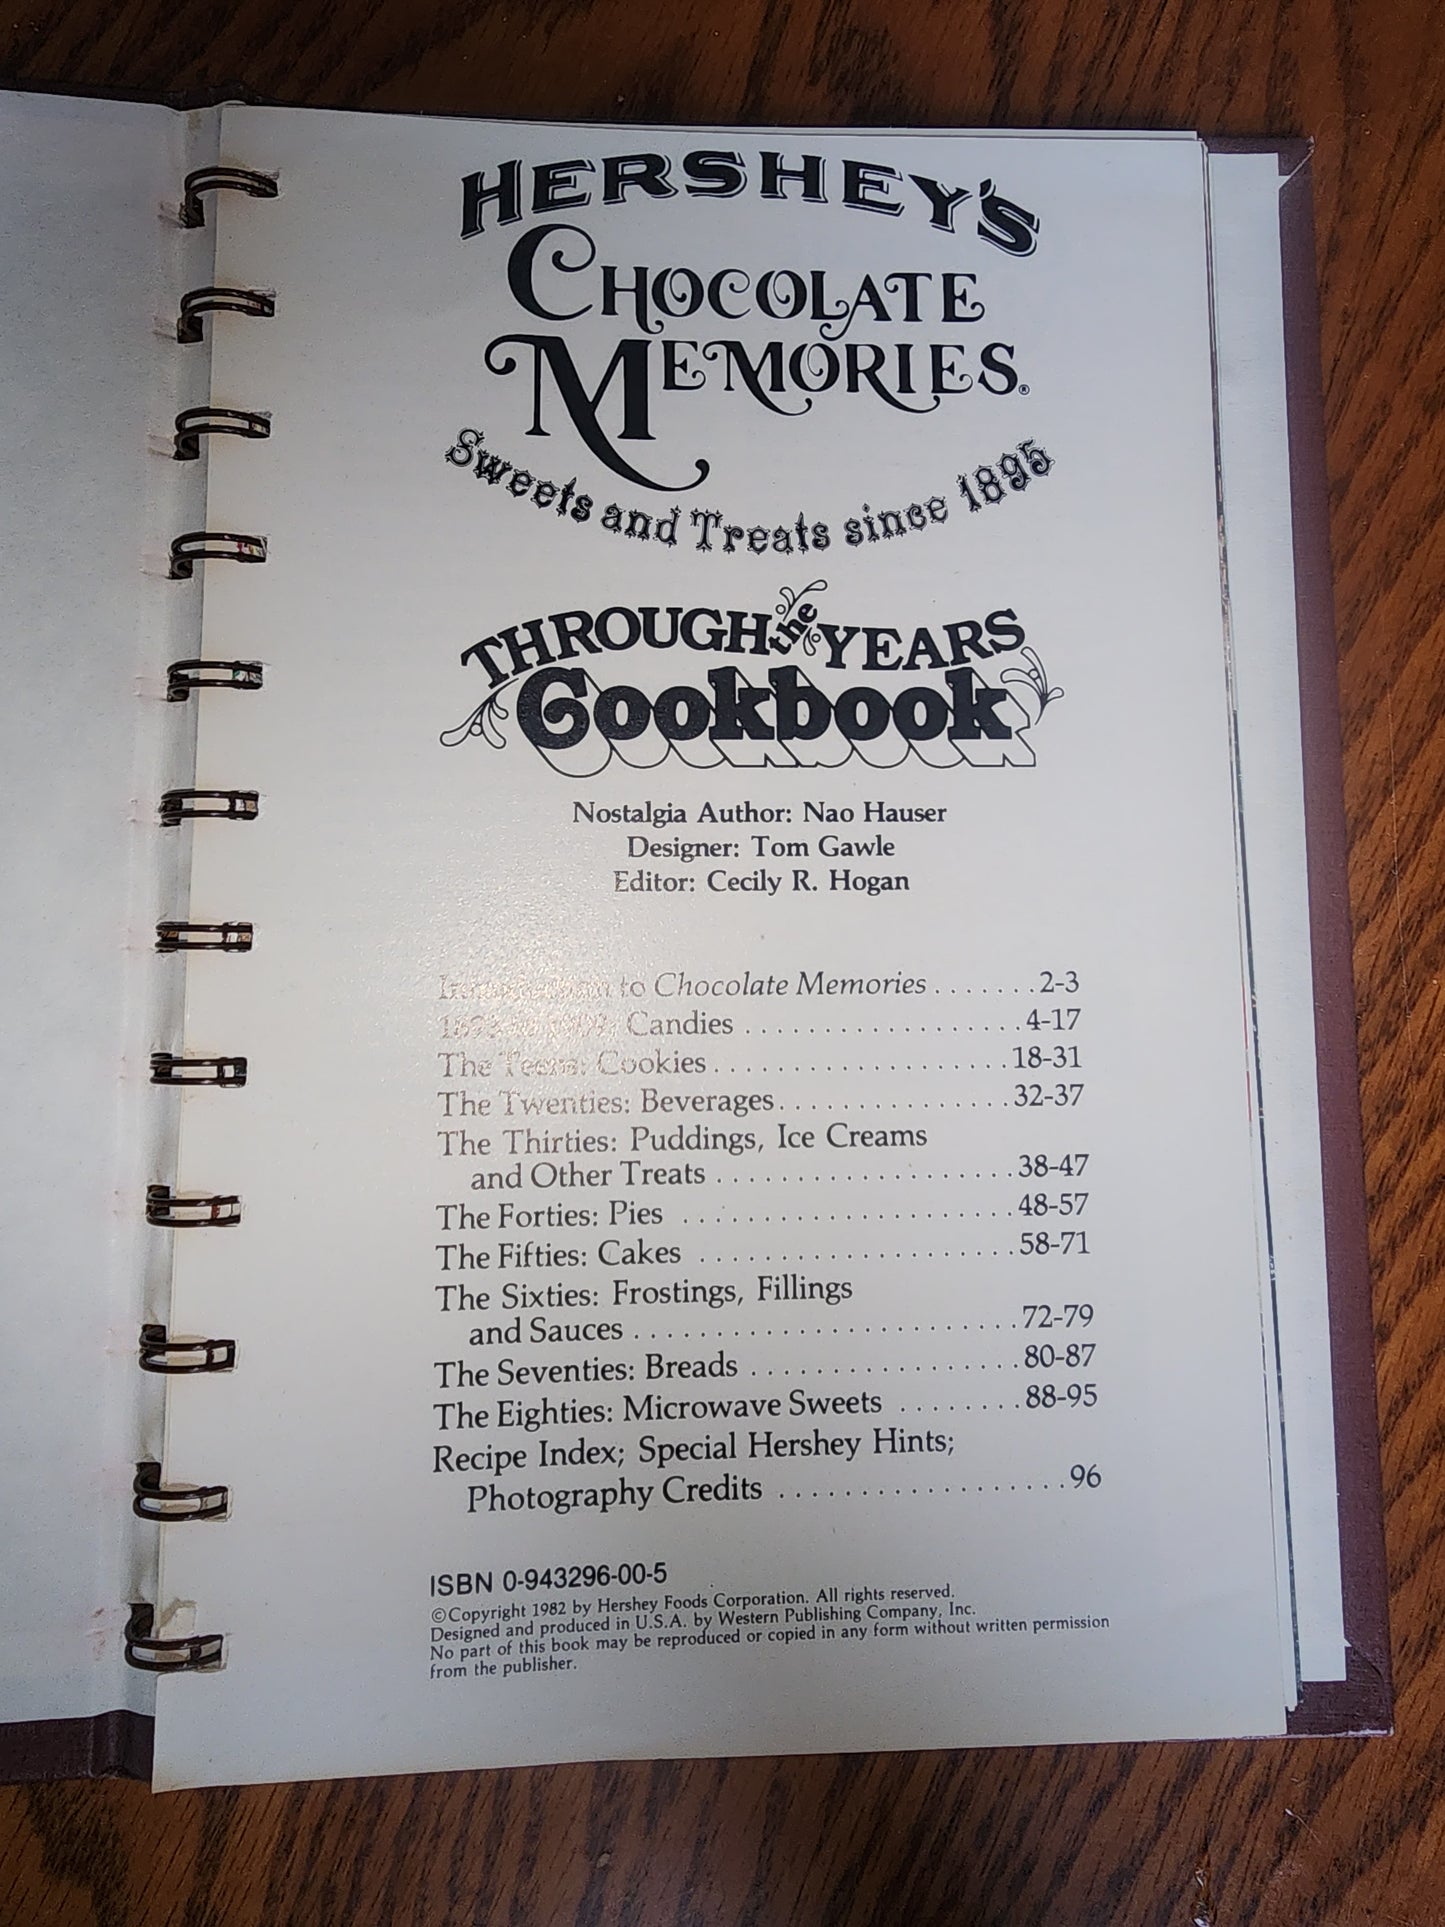 HERSHEY'S
CHOCOLATE
MEMORIES®
Sweets and Treats since 1895
THROUGH the YEARS
Cookbook
Nostalgia Author: Nao Hauser
Designer: Tom Gawle
Editor: Cecily R. Hogan
Introduction to Chocolate Memories . . . . . . . 2-3
Candies . . . . . . . . . . . . . . . . . . . 4-17
The Teens: Cookies . . . . . . . . . . . . . . . . . . . 18-31
The Twenties: Beverages . . . . . . . . . . . . . . . 32-37
The Thirties: Puddings, Ice Creams
and Other Treats . . . . . . . . . . . . . . . . . . . 38-47
The Forties: Pies . . . . . . . . . . . . . . . . . . . . . 48-57
The Fifties: Cakes . . . . . . . . . . . . . . . . . . . . 58-71
The Sixties: Frostings, Fillings
and Sauces . . . . . . . . . . . . . . . . . . . . . . . . 72-79
The Seventies: Breads . . . . . . . . . . . . . . . . . 80-87
The Eighties: Microwave Sweets . . . . . . . . 88-95
Recipe Index; Special Hershey Hints;
Photography Credits . . . . . . . . . . . . . . . . . . 96
ISBN 0-943296-00-5
©Copyright 1982 by Hershey Foods Corporation. All rights reserved.
Designed and produced in U.S.A. by Western Publishing Company, Inc.
No part of this book may be reproduced or copied in any form without written permission
from the publisher.